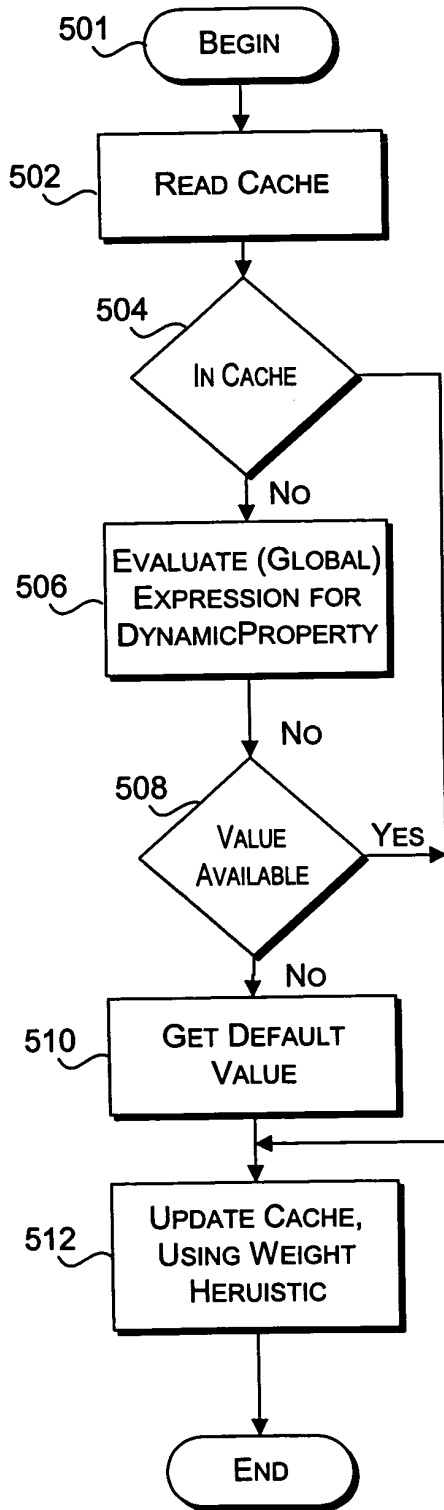 501
BEGIN
502
READ CACHE
504
IN CACHE
NO
506
EVALUATE (GLOBAL)
EXPRESSION FOR
DYNAMICPROPERTY
NO
508
VALUE
AVAILABLE
YES
NO
510
GET DEFAULT
VALUE
512
UPDATE CACHE,
USING WEIGHT
HERUISTIC
END